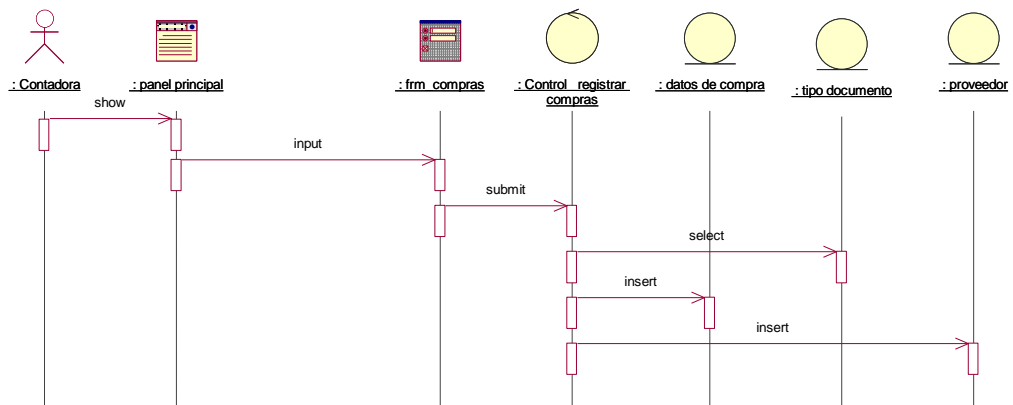 : Contadora
: panel principal
: frm_compras
: Control_registrar
compras
: datos de compra
: tipo documento
: proveedor
show
input
submit
select
insert
insert